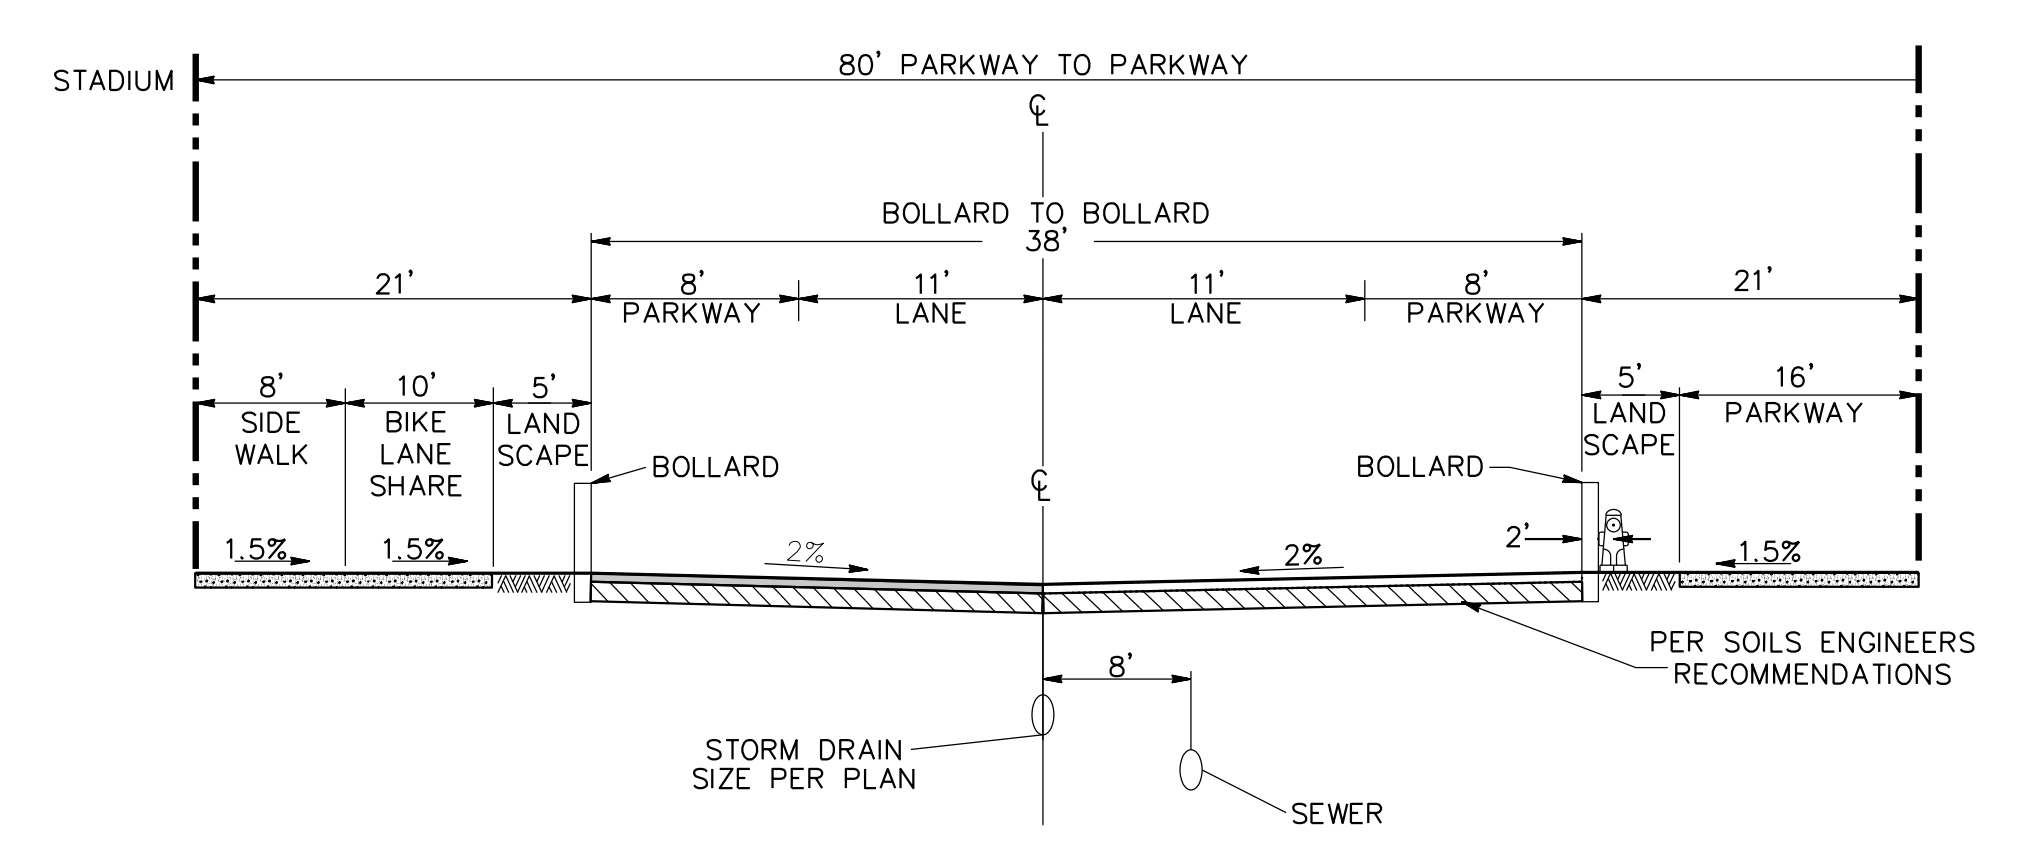 80' PARKWAY TO PARKWAY
STADIUM
CL
BOLLARD TO BOLLARD
38'
21'
8'
PARKWAY
11'
LANE
11'
LANE
8'
PARKWAY
21'
8'
SIDE
WALK
10'
BIKE
LANE
SHARE
5'
LAND
SCAPE
5'
LAND
SCAPE
16'
PARKWAY
BOLLARD
BOLLARD
CL
1.5%
1.5%
2%
2%
2'
1.5%
PER SOILS ENGINEERS
RECOMMENDATIONS
8'
STORM DRAIN
SIZE PER PLAN
SEWER